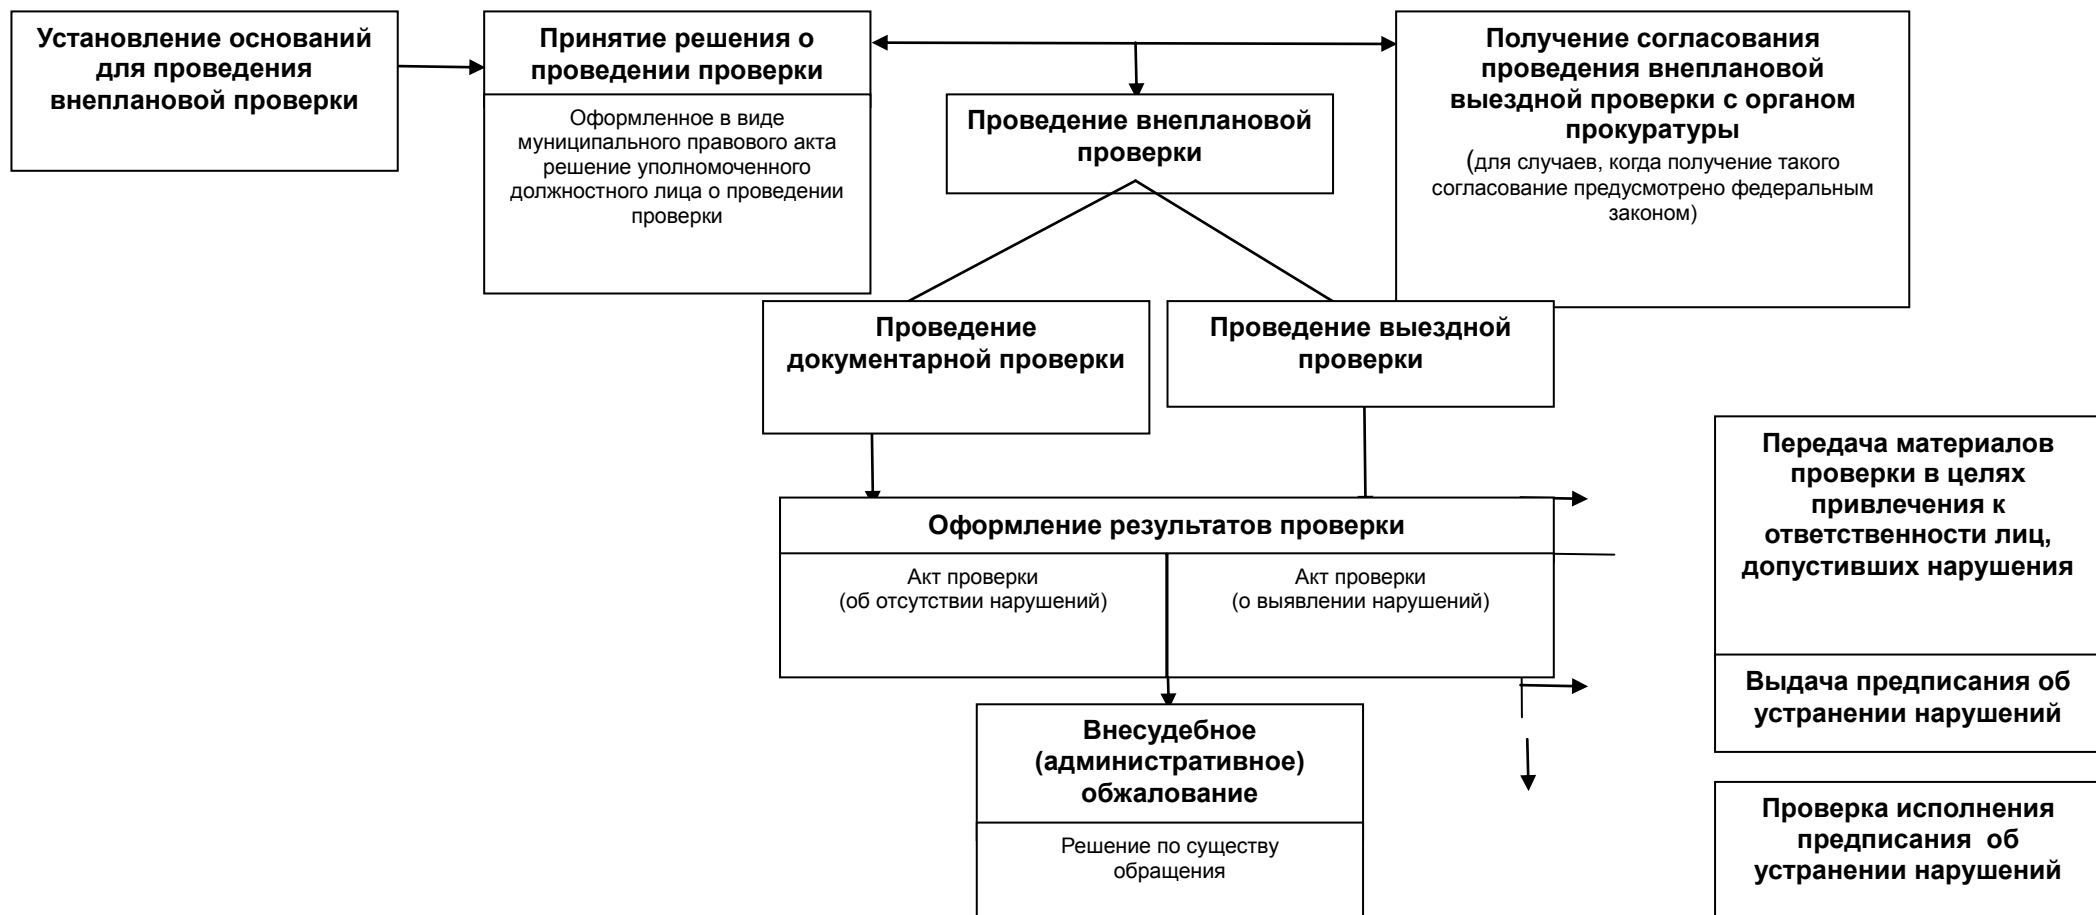 Установление оснований
для проведения
внеплановой проверки
Принятие решения о
проведении проверки
Оформленное в виде
муниципального правового акта
решение уполномоченного
должностного лица о проведении
проверки
Проведение внеплановой
проверки
Получение согласования
проведения внеплановой
выездной проверки с органом
прокуратуры
(для случаев, когда получение такого
согласование предусмотрено федеральным
законом)
Проведение
документарной проверки
Проведение выездной
проверки
Оформление результатов проверки
Акт проверки
(об отсутствии нарушений)
Акт проверки
(о выявлении нарушений)
Передача материалов
проверки в целях
привлечения к
ответственности лиц,
допустивших нарушения
Выдача предписания об
устранении нарушений
Внесудебное
(административное)
обжалование
Решение по существу
обращения
Проверка исполнения
предписания  об
устранении нарушений